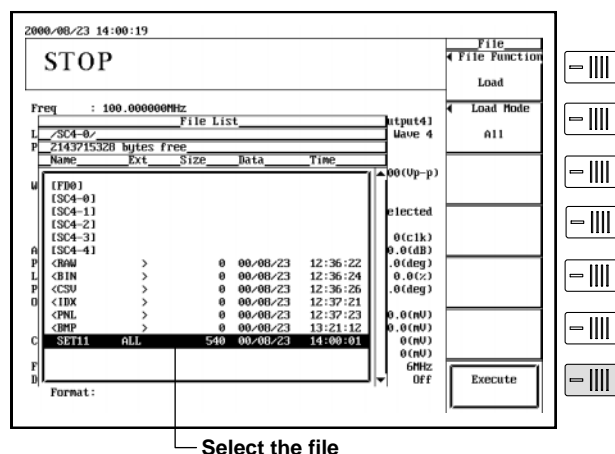 2000/08/23 14:00:19
STOP
File
File Function
Load
Load Mode
All
Execute
Freq : 100.000000MHz
File List
/SC4-0/
2143715328 bytes free
Name Ext Size Data Time
[FD0]
[SC4-0]
[SC4-1]
[SC4-2]
[SC4-3]
[SC4-4]
<RAW > 0 00/08/23 12:36:22
<BIN > 0 00/08/23 12:36:24
<CSV > 0 00/08/23 12:36:26
<IDX > 0 00/08/23 12:37:21
<PNL > 0 00/08/23 12:37:23
<BMP > 0 00/08/23 13:21:12
SET11 ALL 540 00/08/23 14:00:01
Format:
L
P
W
A
P
L
P
O
C
F
D
utput4]
Wave 4
00(Vp-p)
elected
0(clk)
0.0(dB)
.0(deg)
0.0(%)
.0(deg)
0.0(mV)
0.0(mV)
0(mV)
0(mV)
6MHz
Off
Select the file